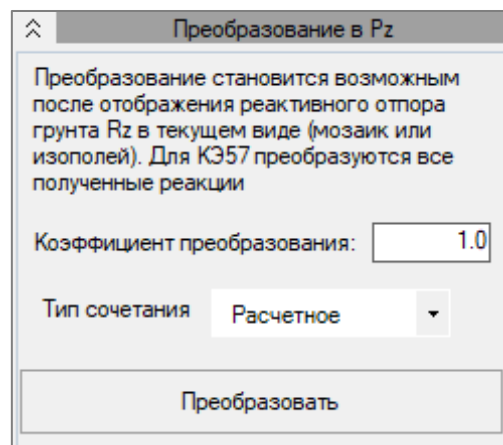 Преобразование в Pz
Преобразование становится возможным
после отображения реактивного отпора
грунта Rz в текущем виде (мозаик или
изополей). Для КЭ57 преобразуются все
полученные реакции
Коэффициент преобразования: 1.0
Тип сочетания Расчетное
Преобразовать